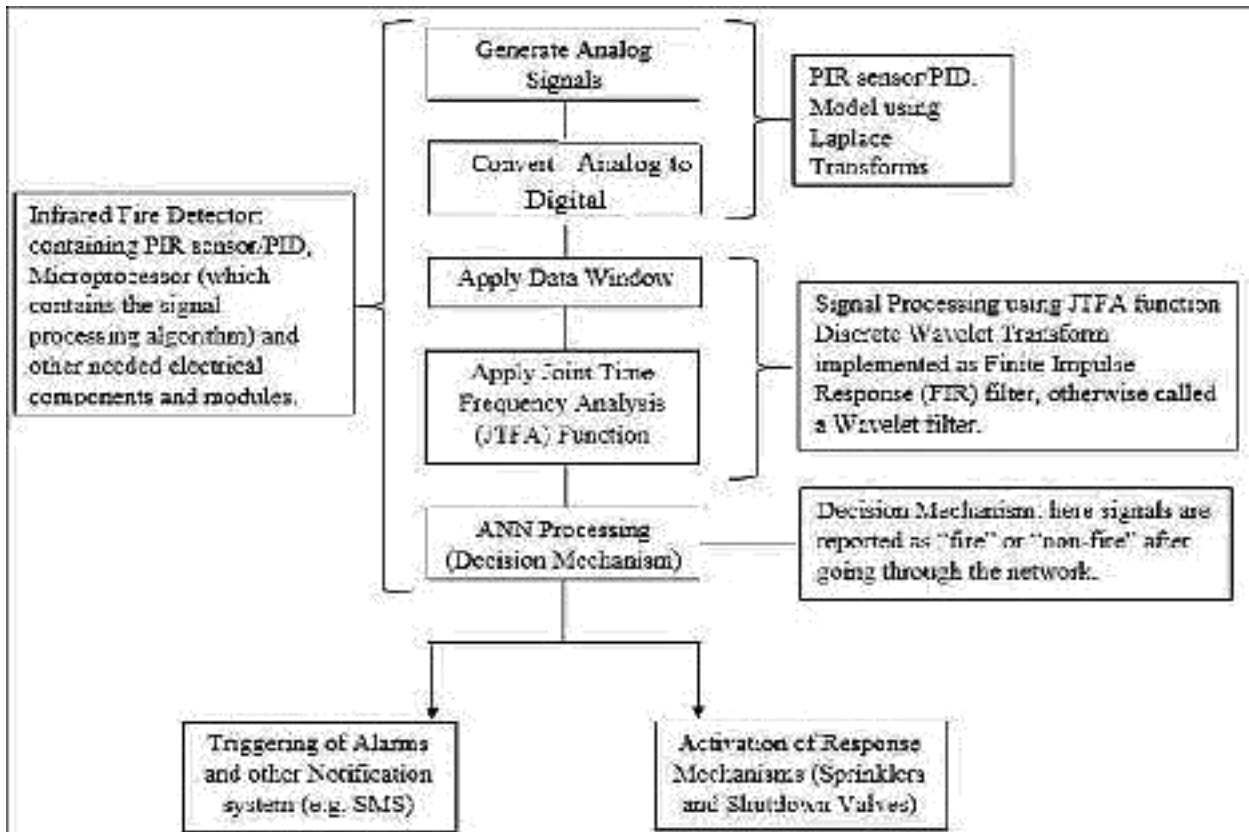 Generate Analog
Signals
Convert Analog to
Digital
Apply Data Window
Apply Joint Time
Frequency Analysis
(JTFA) Function
ANN Processing
(Decision Mechanism)
PIR sensor/PID.
Model using
Laplace
Transforms
Infrared Fire Detector:
containing PIR sensor/PID,
Microprocessor (which
contains the signal
processing algorithm) and
other needed electrical
components and modules.
Signal Processing using JTFA function
Discrete Wavelet Transform
implemented as Finite Impulse
Response (FIR) filter, otherwise called
a Wavelet filter.
Decision Mechanism: here signals are
reported as “fire” or “non-fire” after
going through the network.
Triggering of Alarms
and other Notification
system (e.g. SMS)
Activation of Response
Mechanisms (Sprinklers
and Shutdown Valves)